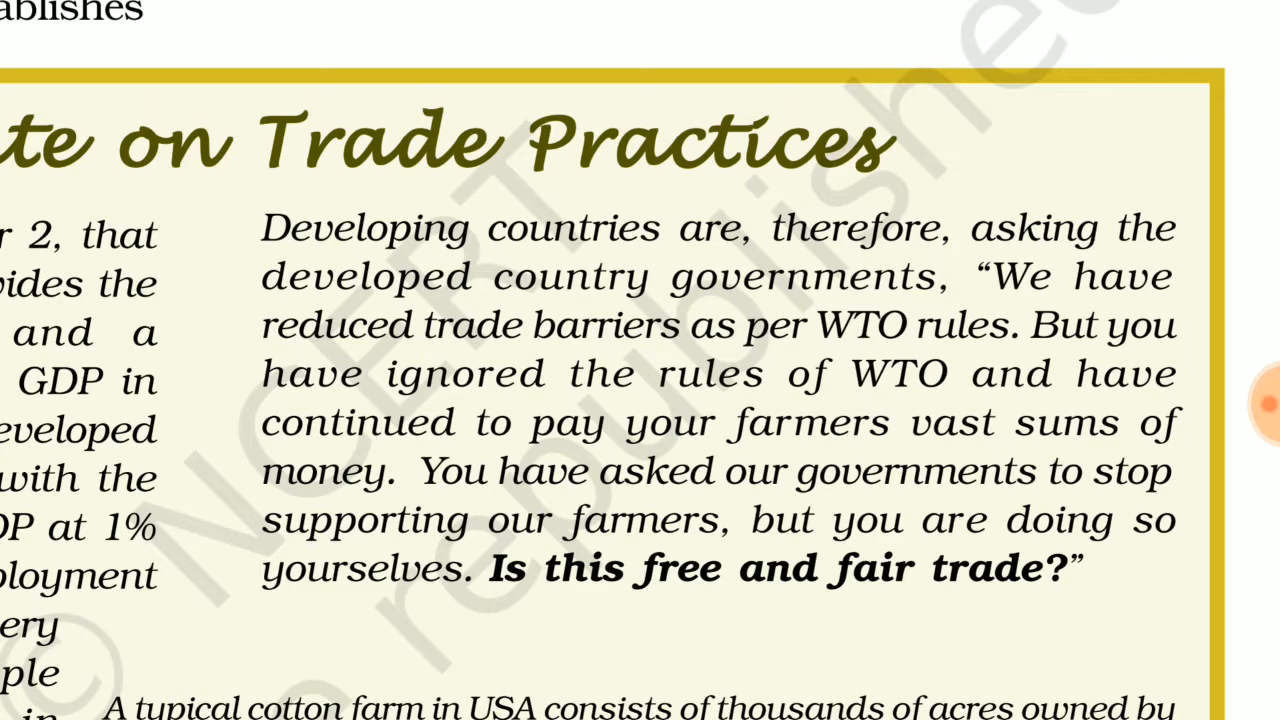 ablishes
te on Trade Practices
r 2, that
vides the
and a
GDP in
eveloped
with the
DP at 1%
ployment
ery
ple
in
Developing countries are, therefore, asking the
developed country governments, “We have
reduced trade barriers as per WTO rules. But you
have ignored the rules of WTO and have
continued to pay your farmers vast sums of
money. You have asked our governments to stop
supporting our farmers, but you are doing so
yourselves. Is this free and fair trade?”
A typical cotton farm in USA consists of thousands of acres owned by
© NCERT
republished